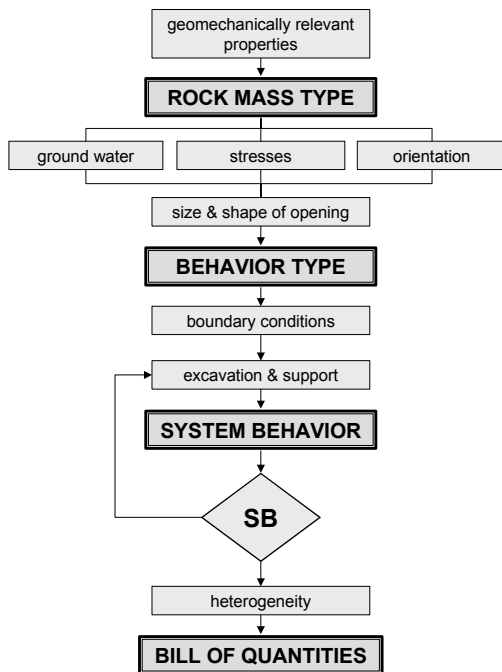 geomechanically relevant
properties
ROCK MASS TYPE
ground water
stresses
orientation
size & shape of opening
BEHAVIOR TYPE
boundary conditions
excavation & support
SYSTEM BEHAVIOR
SB
heterogeneity
BILL OF QUANTITIES